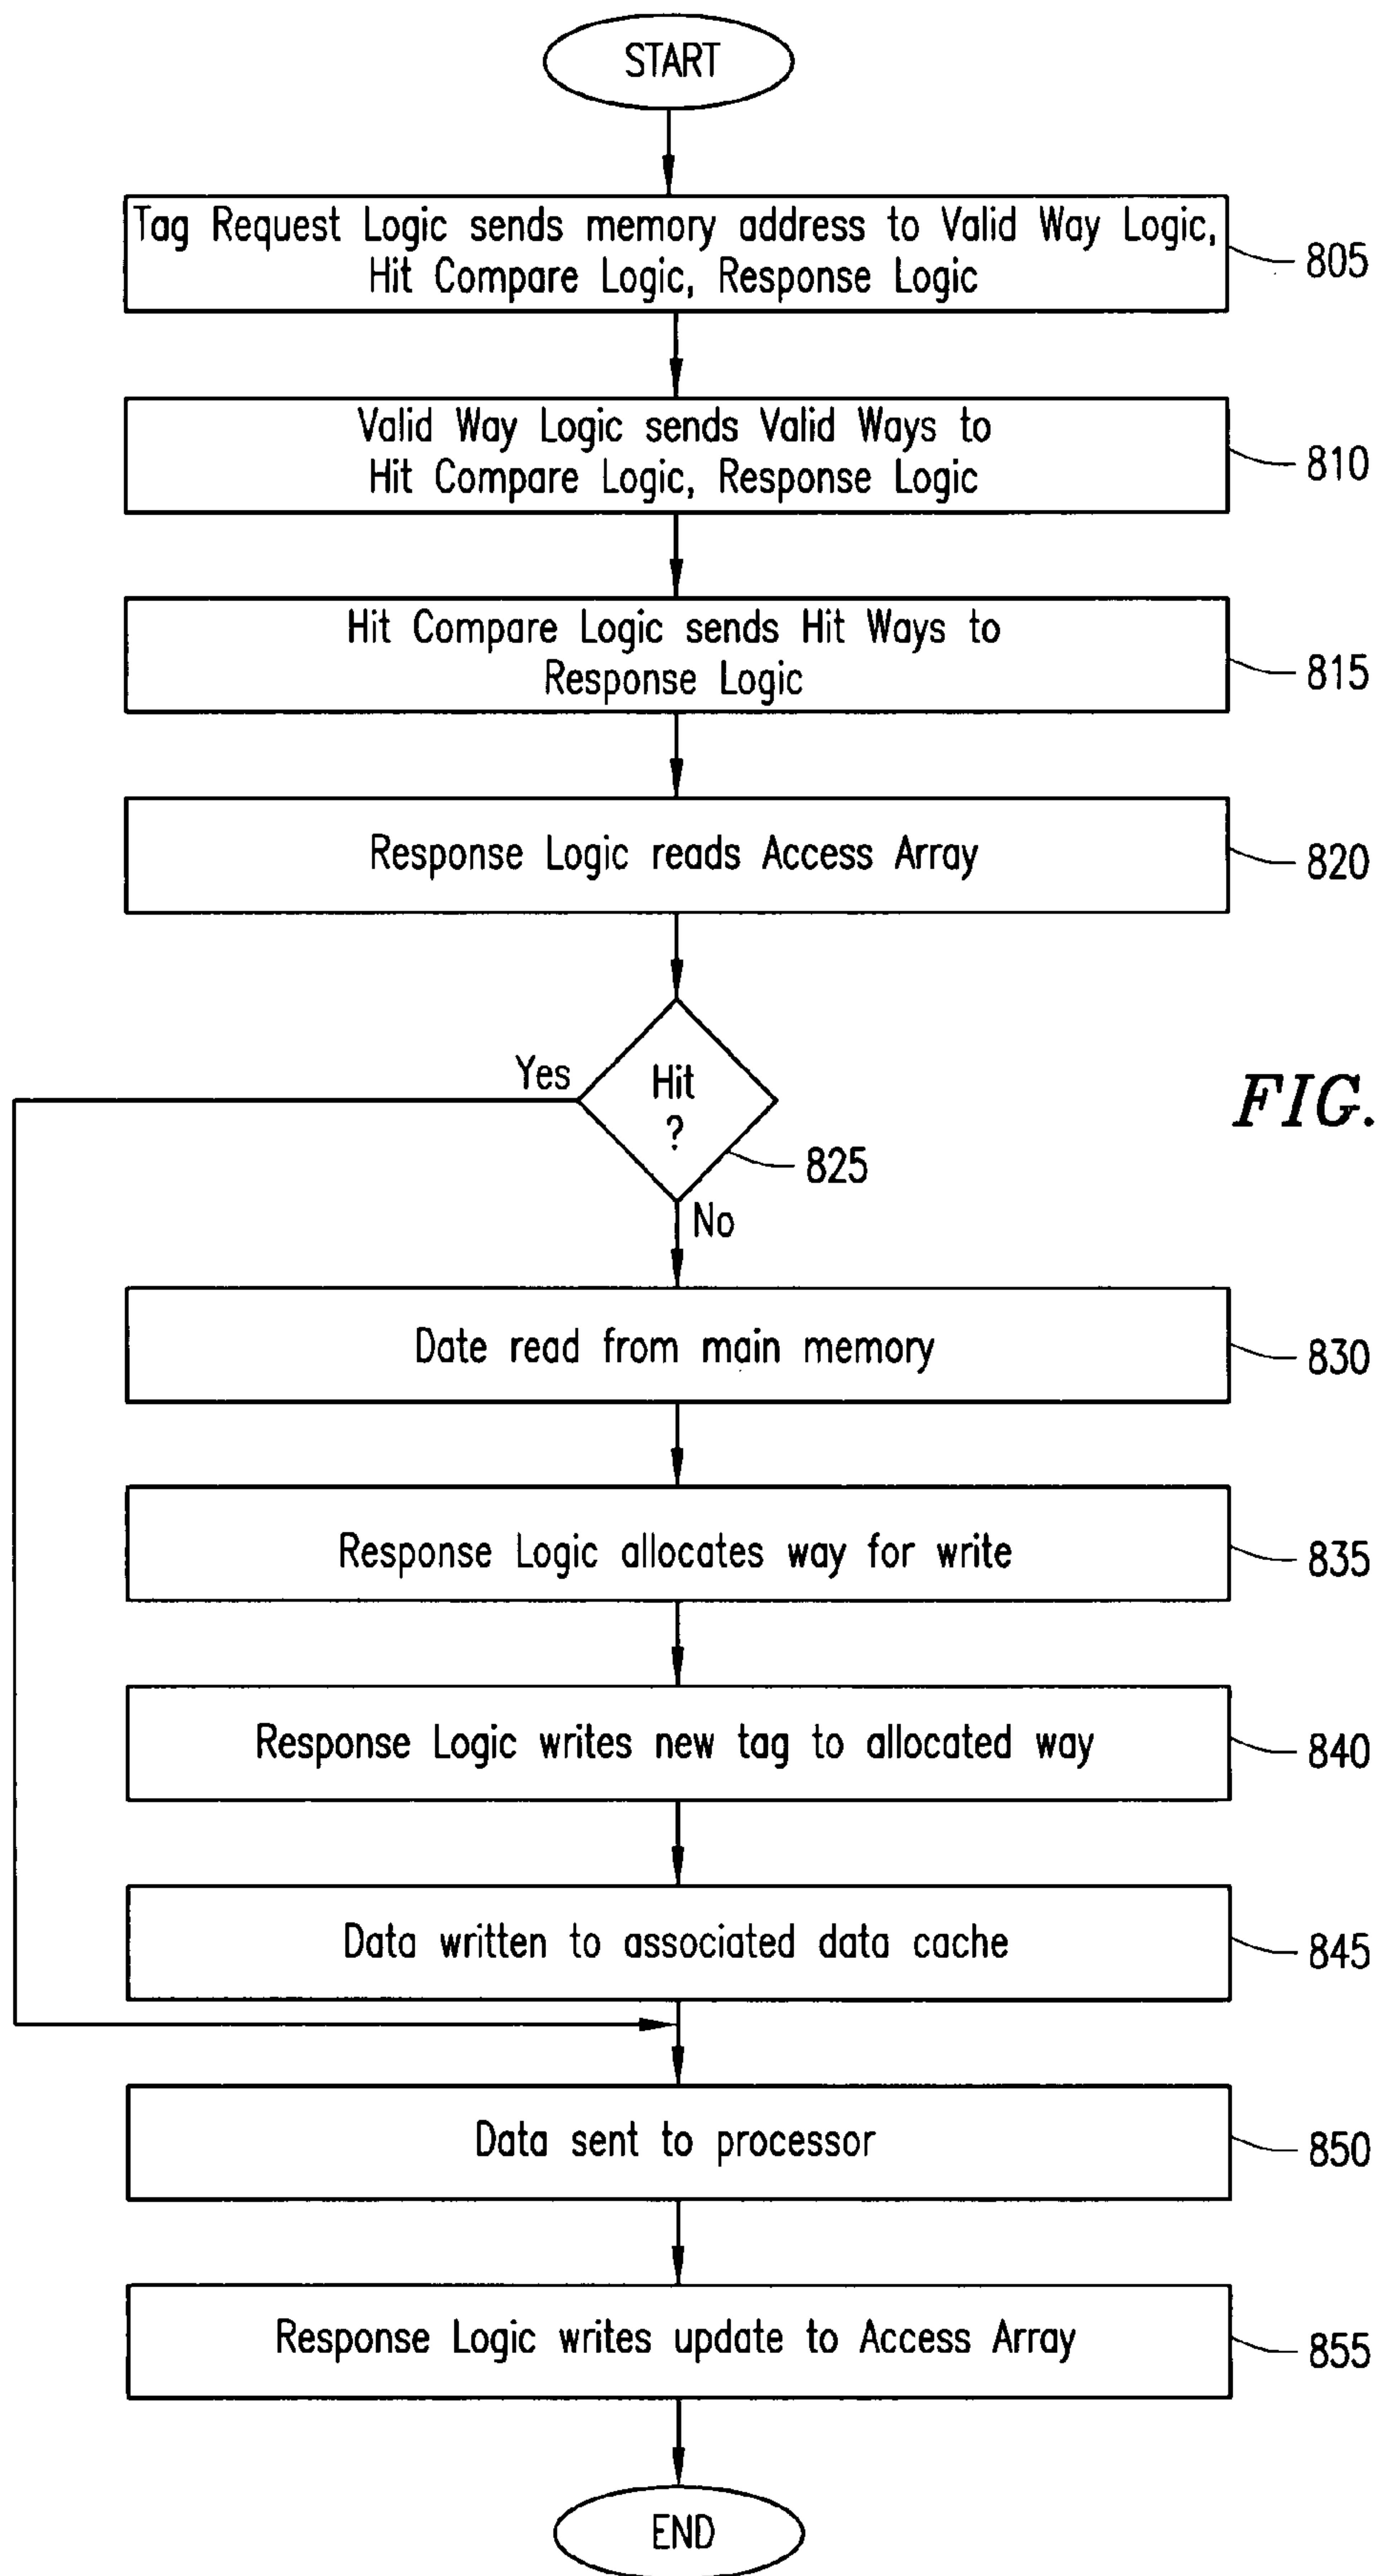 START
Tag Request Logic sends memory address to Valid Way Logic,
Hit Compare Logic, Response Logic
805
Valid Way Logic sends Valid Ways to
Hit Compare Logic, Response Logic
810
Hit Compare Logic sends Hit Ways to
Response Logic
815
Response Logic reads Access Array
820
Yes
Hit
?
825
FIG.
No
Date read from main memory
830
Response Logic allocates way for write
835
Response Logic writes new tag to allocated way
840
Data written to associated data cache
845
Data sent to processor
850
Response Logic writes update to Access Array
855
END